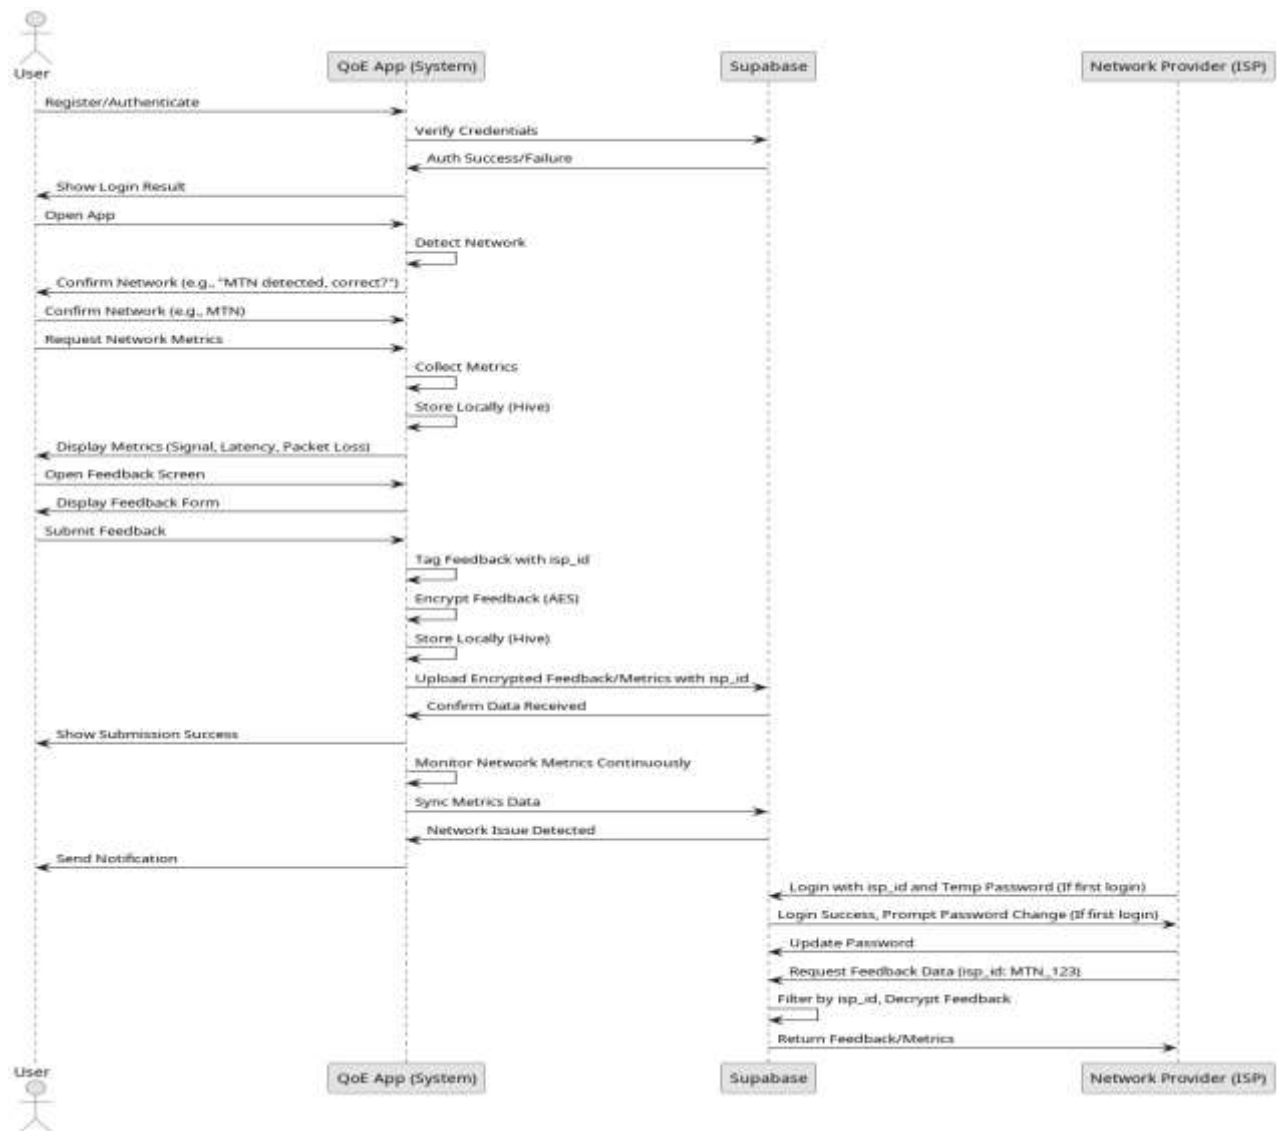 User
QoE App (System)
Supabase
Network Provider (ISP)
Register/Authenticate
Verify Credentials
Auth Success/Failure
Show Login Result
Open App
Detect Network
Confirm Network (e.g., "MTN detected, correct?")
Confirm Network (e.g., MTN)
Request Network Metrics
Collect Metrics
Store Locally (Hive)
Display Metrics (Signal, Latency, Packet Loss)
Open Feedback Screen
Display Feedback Form
Submit Feedback
Tag Feedback with isp_id
Encrypt Feedback (AES)
Store Locally (Hive)
Upload Encrypted Feedback/Metrics with isp_id
Confirm Data Received
Show Submission Success
Monitor Network Metrics Continuously
Sync Metrics Data
Network Issue Detected
Send Notification
Login with isp_id and Temp Password (If first login)
Login Success, Prompt Password Change (If first login)
Update Password
Request Feedback Data (isp_id: MTN_123)
Filter by isp_id, Decrypt Feedback
Return Feedback/Metrics
User
QoE App (System)
Supabase
Network Provider (ISP)